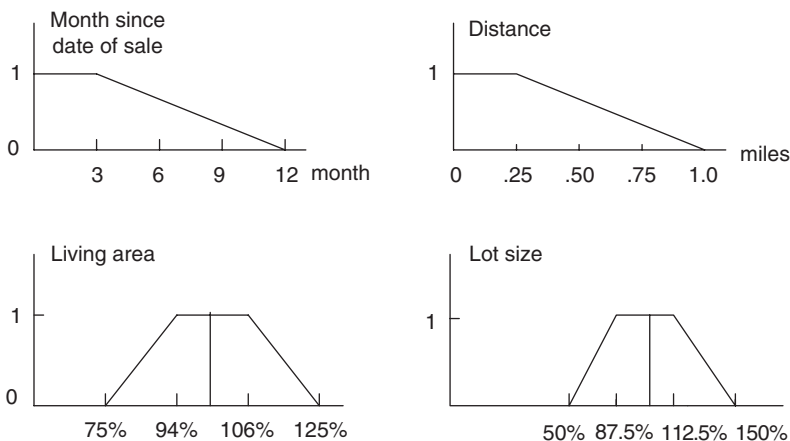 Month since
date of sale
1
0
3 6 9 12 month
Distance
1
0 .25 .50 .75 1.0
miles
Living area
1
0
75% 94% 106% 125%
Lot size
1
50% 87.5% 112.5% 150%